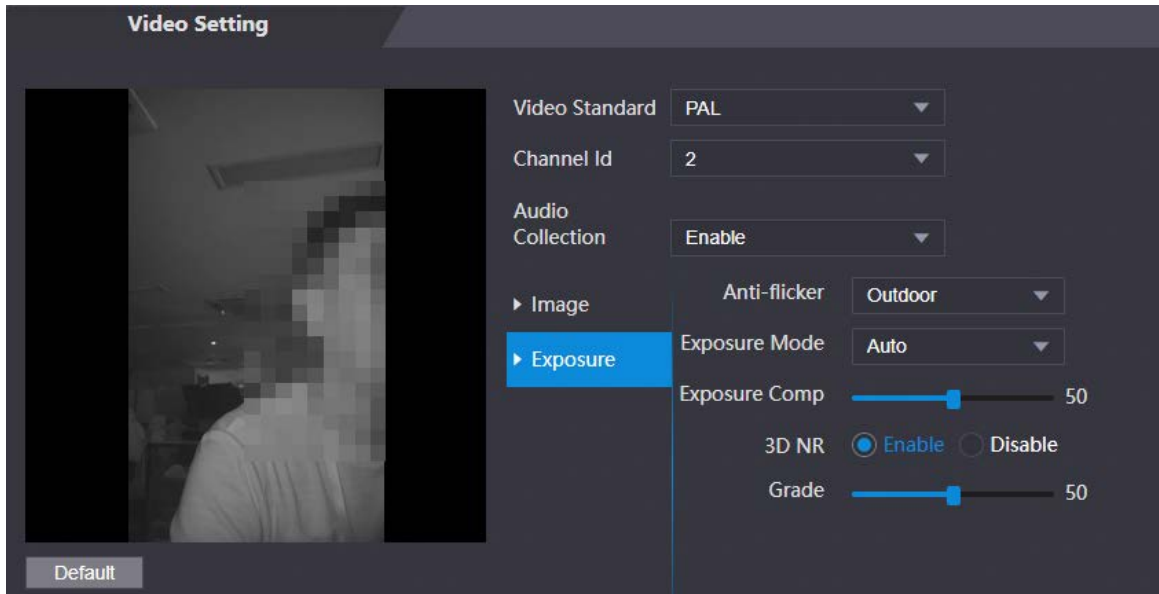 Video Setting
Video Standard PAL
Channel Id 2
Audio
Collection Enable
Anti-flicker Outdoor
Image
Exposure Mode Auto
Exposure
Exposure Comp 50
3D NR Enable Disable
Grade 50
Default